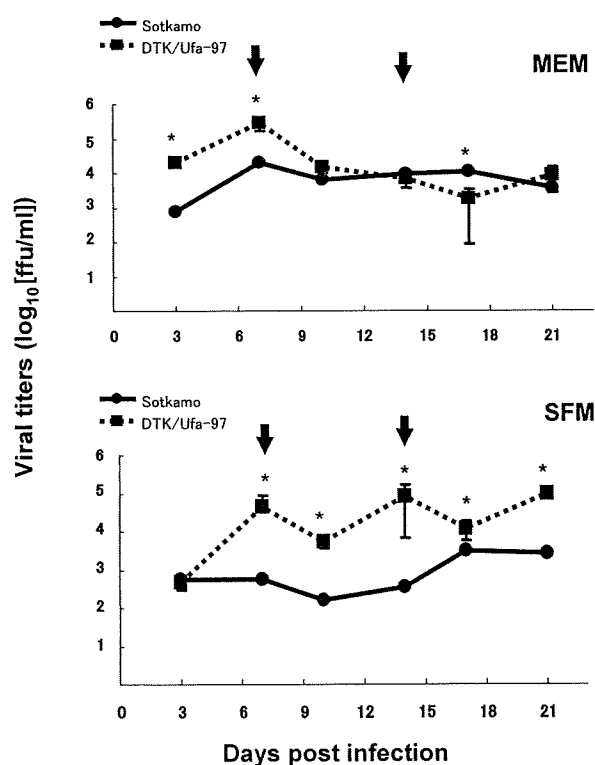 Sotkamo
DTK/Ufa-97
MEM
6
5
4
3
2
1
* * *
0 3 6 9 12 15 18 21
Sotkamo
DTK/Ufa-97
SFM
6
5
4
3
2
1
* * * * *
0 3 6 9 12 15 18 21
Viral titers (log10[ffu/ml])
Days post infection